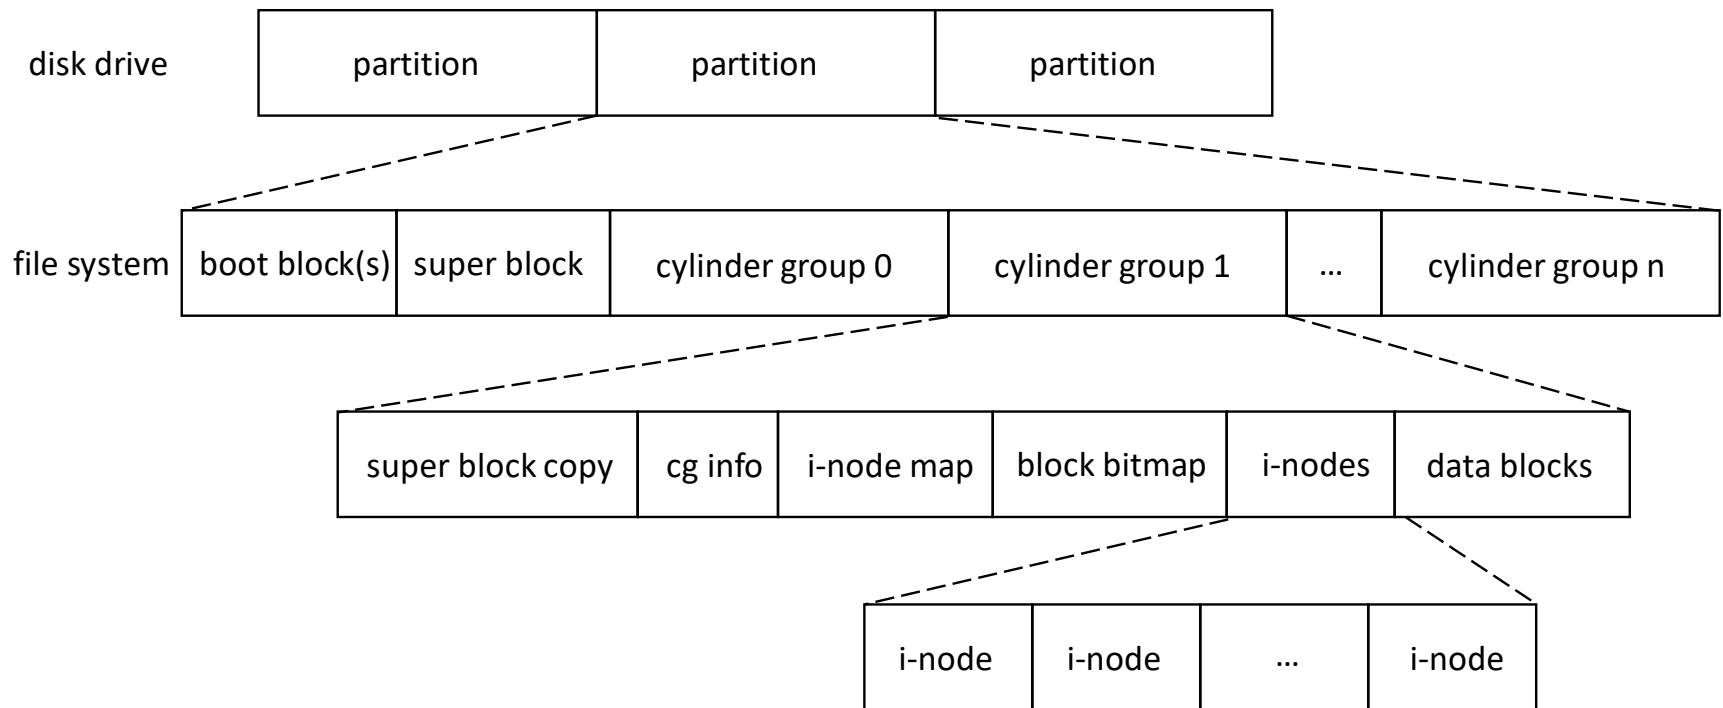 disk drive partition partition partition
file system boot block(s) super block cylinder group 0 cylinder group 1 ... cylinder group n
super block copy cg info i-node map block bitmap i-nodes data blocks
i-node i-node ... i-node